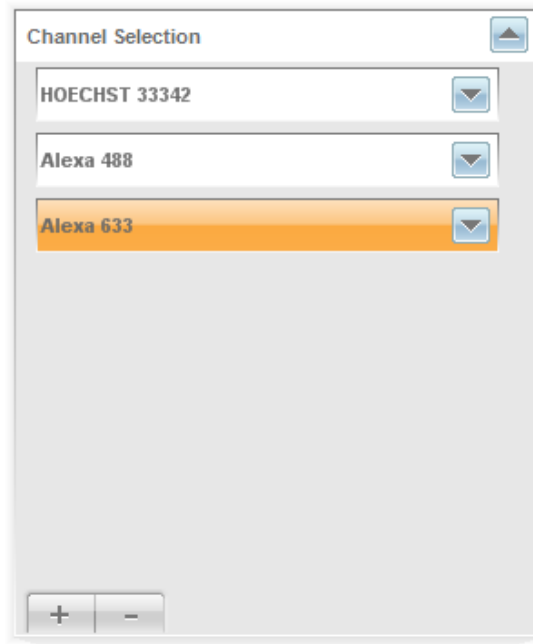 Channel Selection
HOECHST 33342
Alexa 488
Alexa 633
+ -